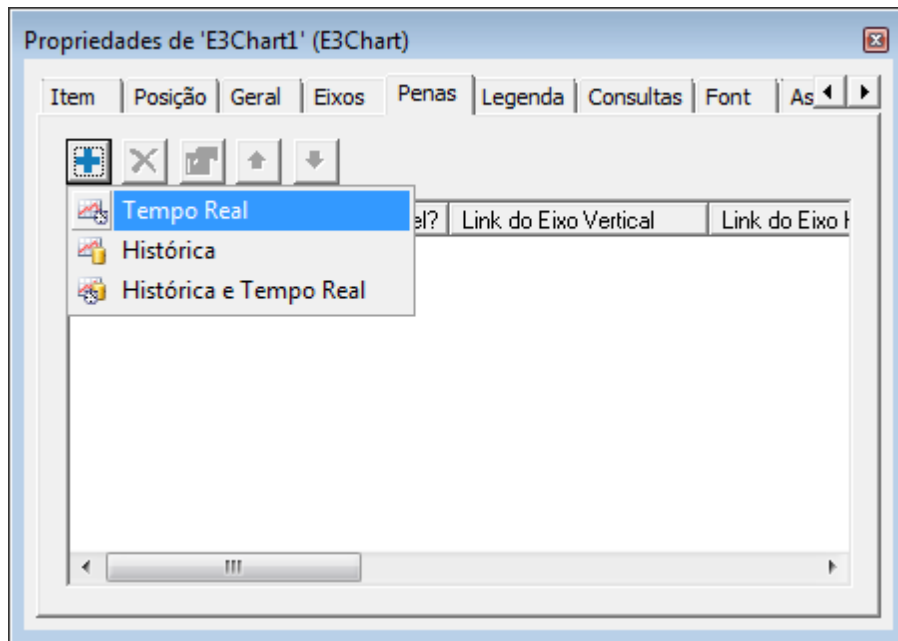 Propriedades de 'E3Chart1' (E3Chart)
Item Posição Geral Eixos Penas Legenda Consultas Font As
el? Link do Eixo Vertical Link do Eixo H
Tempo Real
Histórica
Histórica e Tempo Real